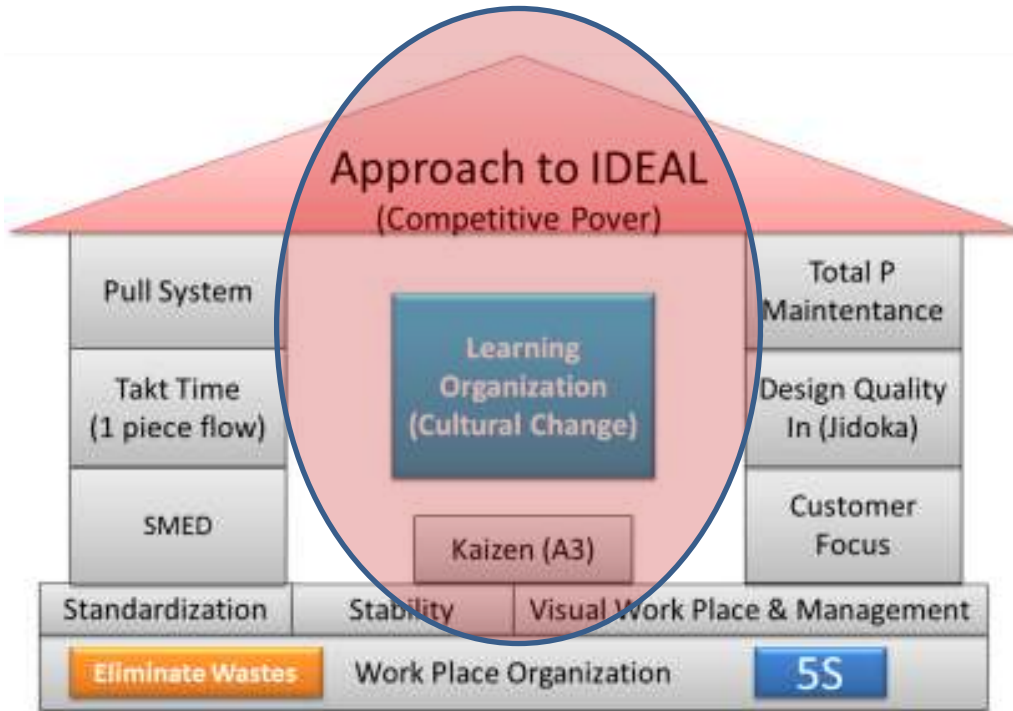 Approach to IDEAL
(Competitive Pover)
Pull System
Takt Time
(1 piece flow)
SMED
Learning
Organization
(Cultural Change)
Kaizen (A3)
Total P
Maintentance
Design Quality
In (Jidoka)
Customer
Focus
Standardization
Stability
Visual Work Place & Management
Eliminate Wastes
Work Place Organization
5S